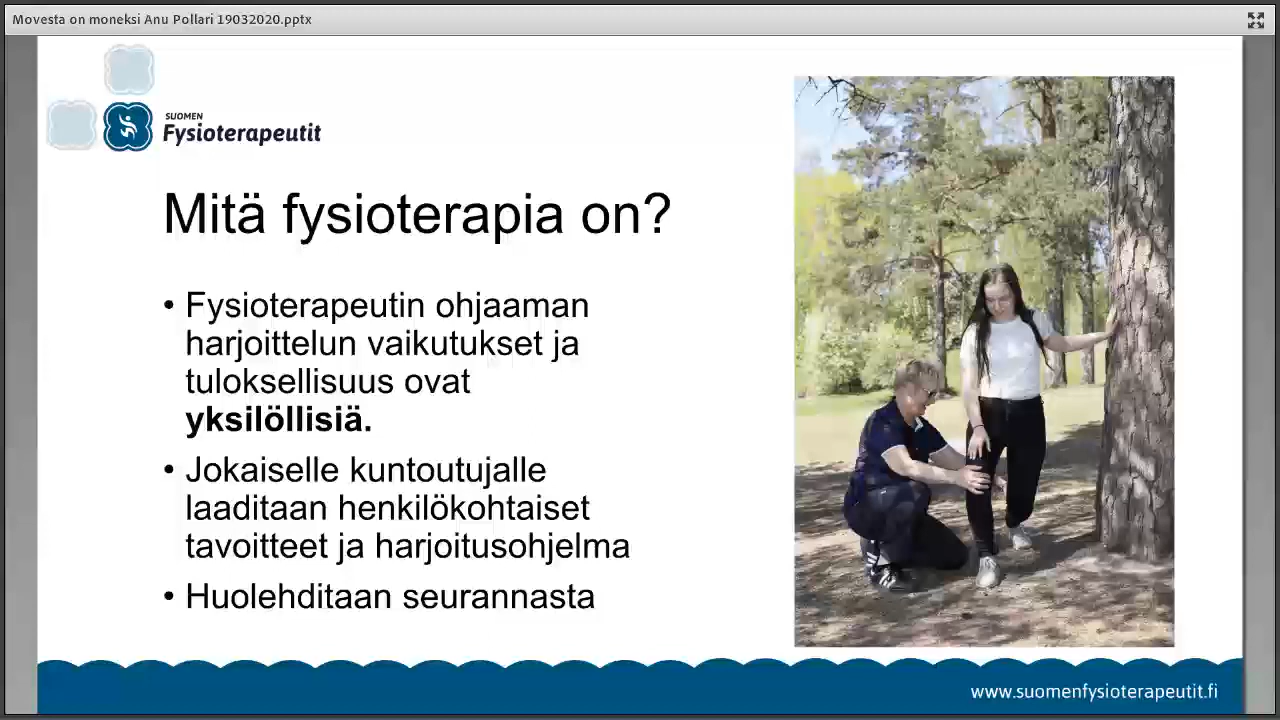 Movesta on moneksi Anu Pollari 19032020.pptx
SUOMEN
Fysioterapeutit
Mitä fysioterapia on?
• Fysioterapeutin ohjaaman
harjoittelun vaikutukset ja
tuloksellisuus ovat
yksilöllisiä.
• Jokaiselle kuntoutujalle
laaditaan henkilökohtaiset
tavoitteet ja harjoitusohjelma
• Huolehditaan seurannasta
www.suomenfysioterapeutit.fi